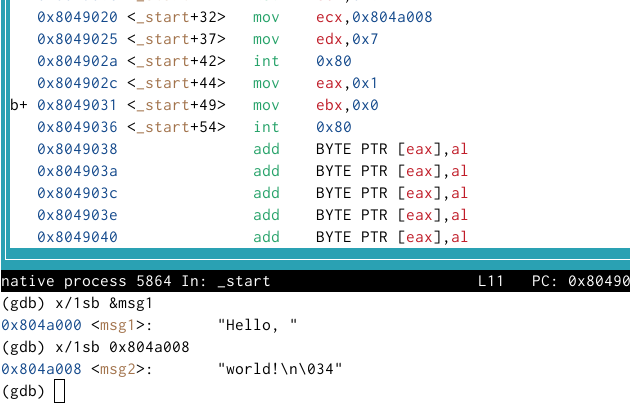 0x8049020 <_start+32> mov ecx,0x804a008
0x8049025 <_start+37> mov edx,0x7
0x804902a <_start+42> int 0x80
0x804902c <_start+44> mov eax,0x1
b+ 0x8049031 <_start+49> mov ebx,0x0
0x8049036 <_start+54> int 0x80
0x8049038 add BYTE PTR [eax],al
0x804903a add BYTE PTR [eax],al
0x804903c add BYTE PTR [eax],al
0x804903e add BYTE PTR [eax],al
0x8049040 add BYTE PTR [eax],al
native process 5864 In: _start L11 PC: 0x80490
(gdb) x/1sb &msg1
0x804a000 <msg1>: "Hello, "
(gdb) x/1sb 0x804a008
0x804a008 <msg2>: "world!\n\034"
(gdb)